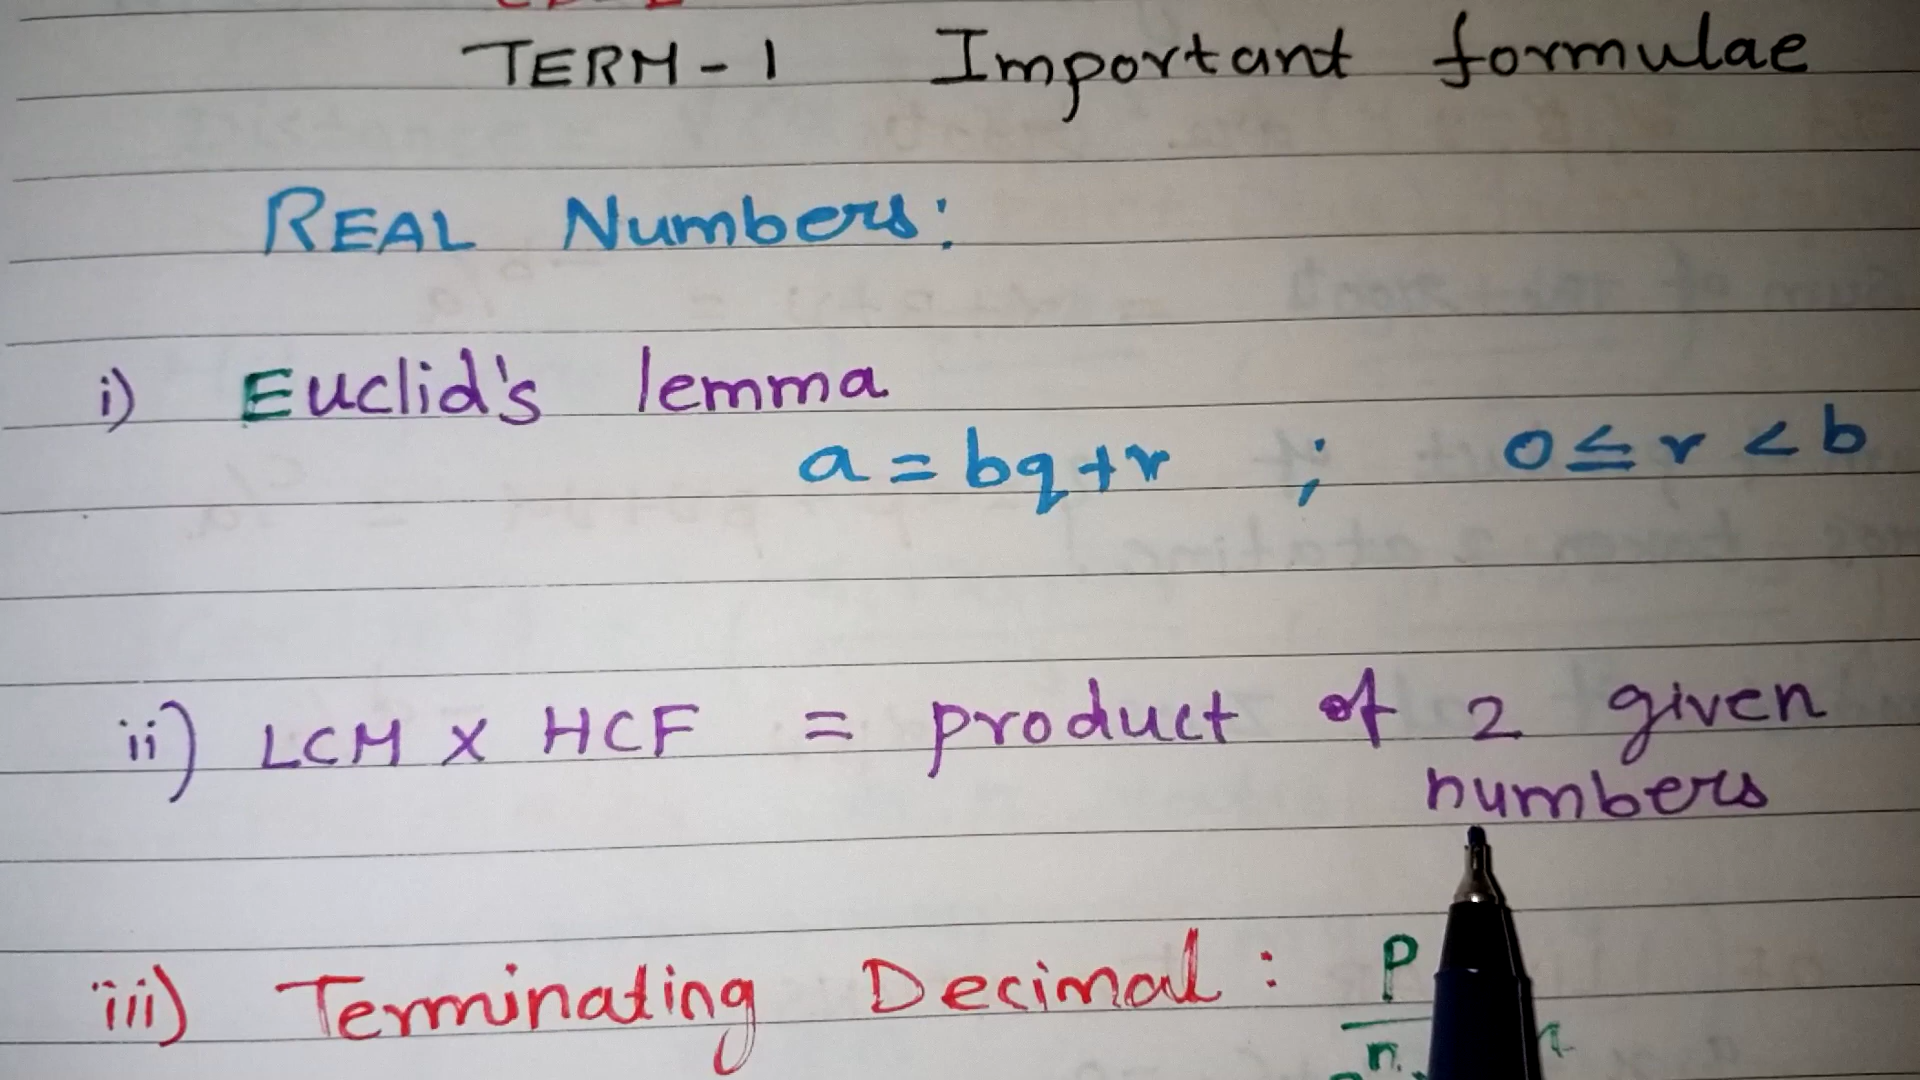 TERM - 1 Important formulae
REAL Numbers:
i) Euclid's lemma
a = bq + r ; 0 ≤ r < b
ii) LCM x HCF = product of 2 given
numbers
iii) Terminating Decimal : P
n